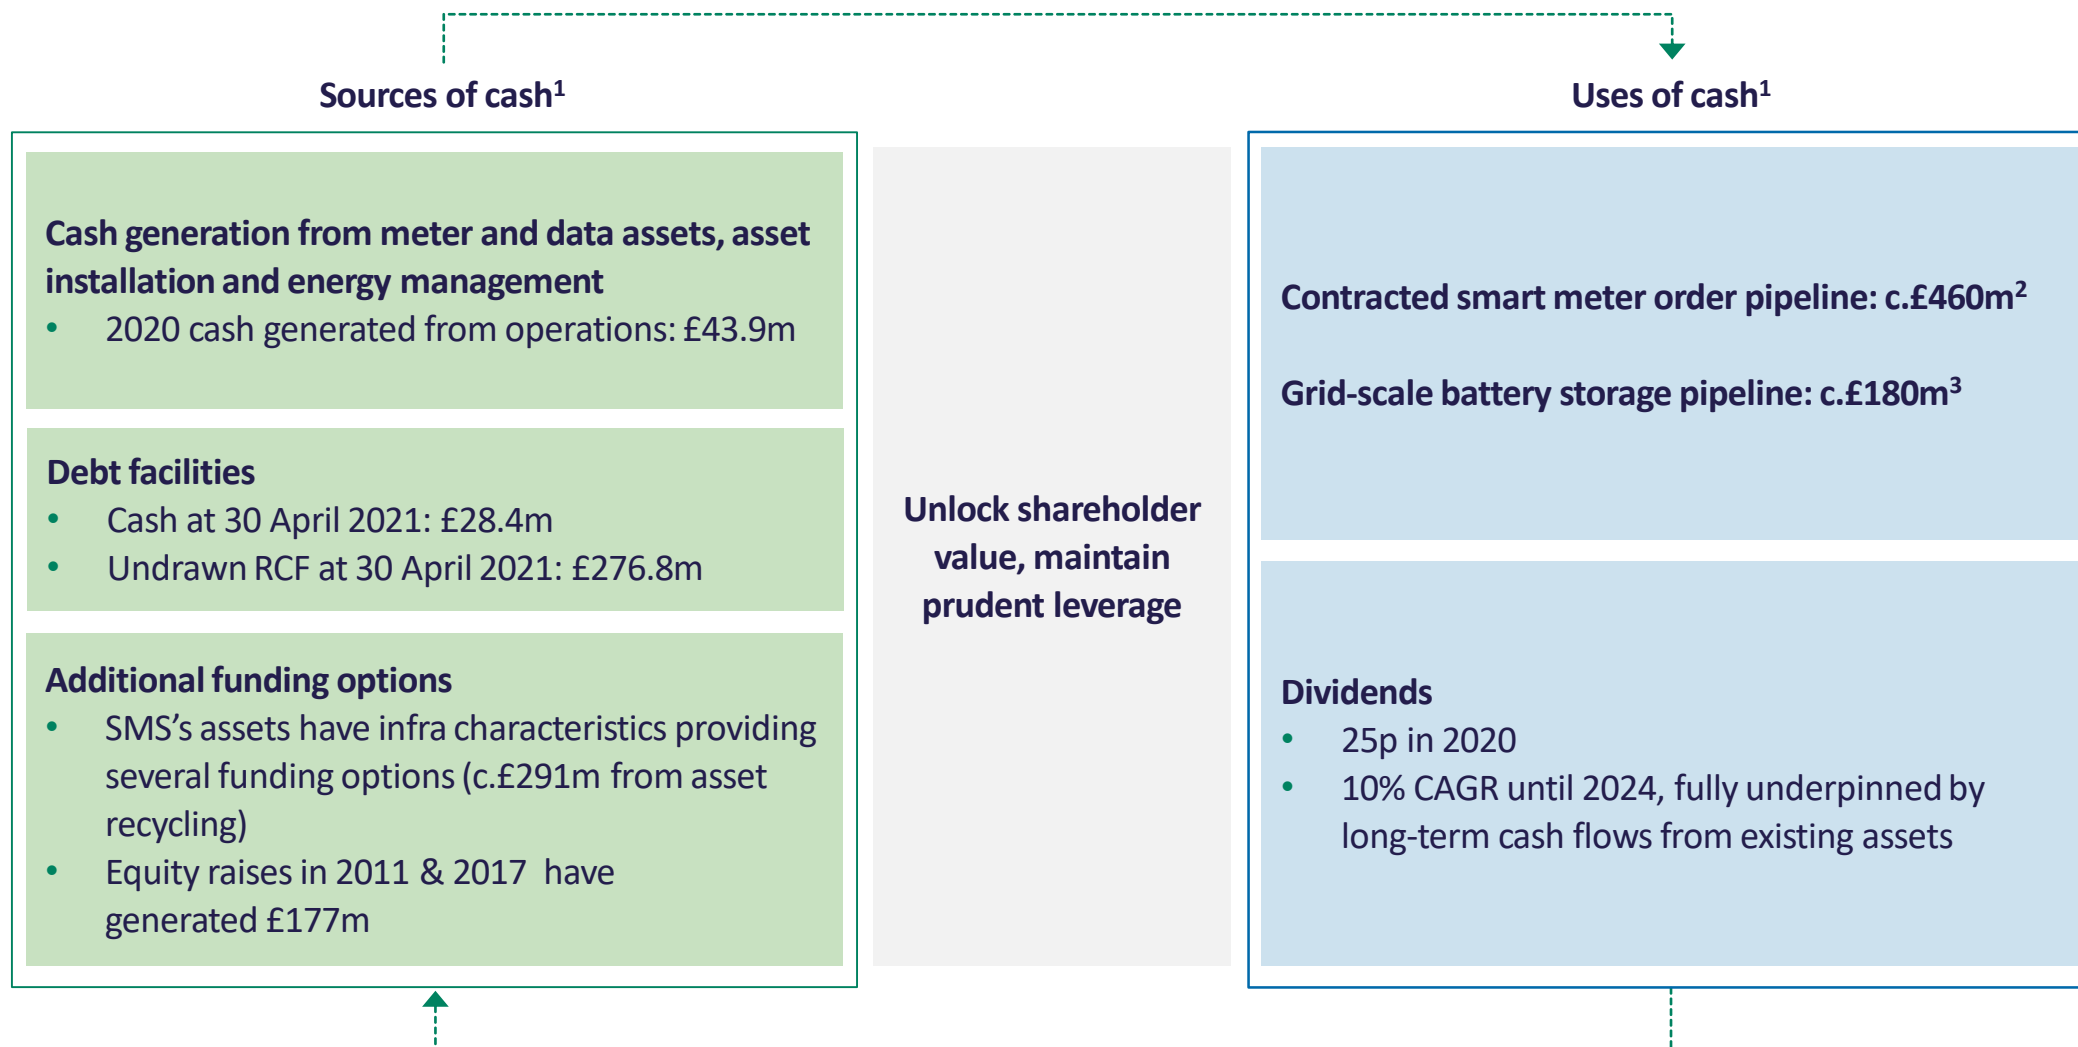 Sources of cash¹
Cash generation from meter and data assets, asset
installation and energy management
• 2020 cash generated from operations: £43.9m
Debt facilities
• Cash at 30 April 2021: £28.4m
• Undrawn RCF at 30 April 2021: £276.8m
Additional funding options
• SMS’s assets have infra characteristics providing
several funding options (c.£291m from asset
recycling)
• Equity raises in 2011 & 2017 have
generated £177m
Unlock shareholder
value, maintain
prudent leverage
Uses of cash¹
Contracted smart meter order pipeline: c.£460m²
Grid-scale battery storage pipeline: c.£180m³
Dividends
• 25p in 2020
• 10% CAGR until 2024, fully underpinned by
long-term cash flows from existing assets